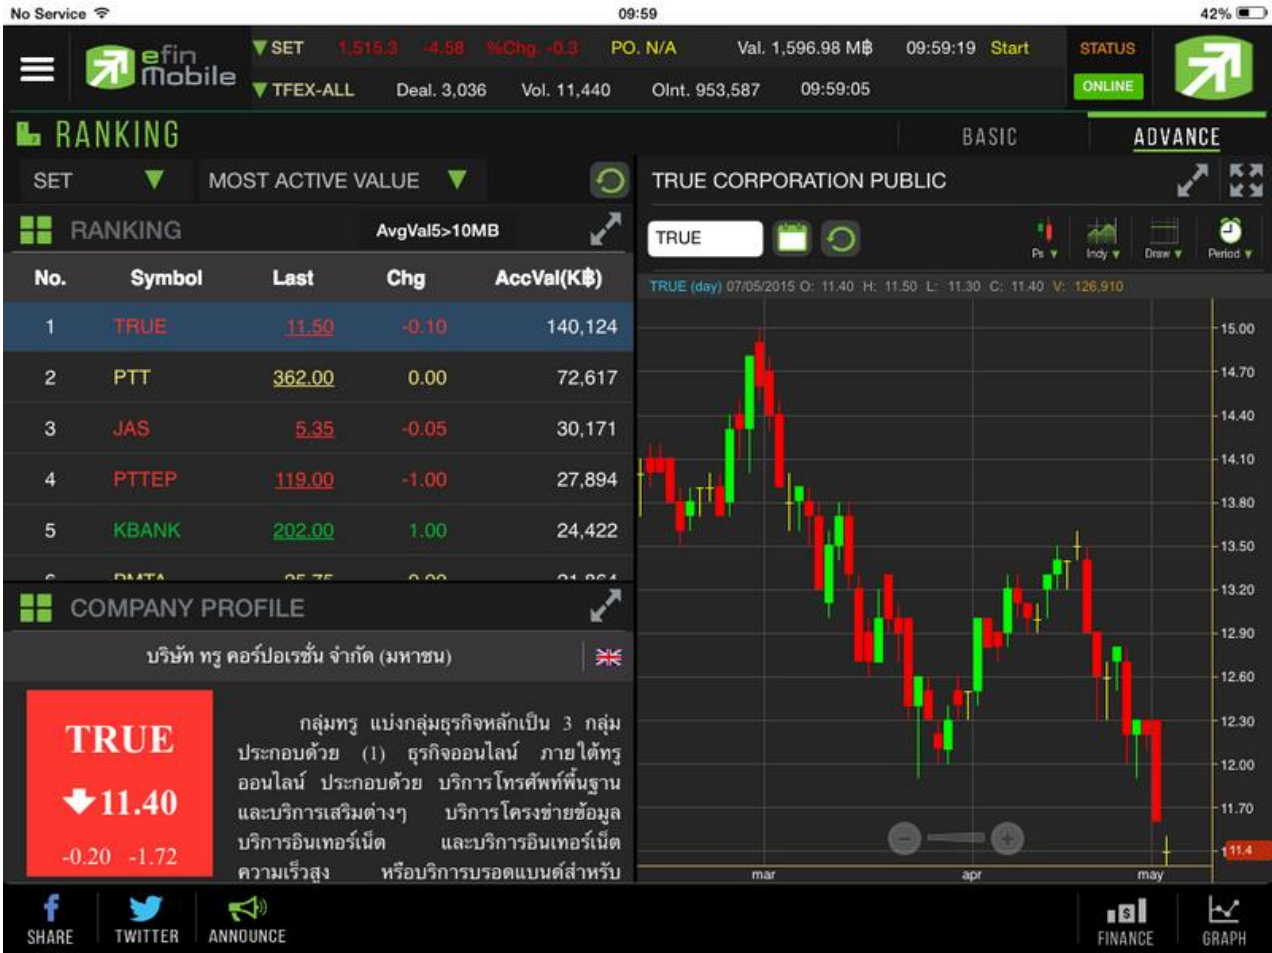 No Service 09:59 42%
efin Mobile
SET 1,515.3 -4.58 %Chg. -0.3 PO. N/A Val. 1,596.98 M฿ 09:59:19 Start
TFEX-ALL Deal. 3,036 Vol. 11,440 OInt. 953,587 09:59:05
STATUS
ONLINE
RANKING BASIC ADVANCE
SET MOST ACTIVE VALUE
RANKING AvgVal5>10MB
No. Symbol Last Chg AccVal(K฿)
1 TRUE 11.50 -0.10 140,124
2 PTT 362.00 0.00 72,617
3 JAS 5.35 -0.05 30,171
4 PTTEP 119.00 -1.00 27,894
5 KBANK 202.00 1.00 24,422
COMPANY PROFILE
บริษัท ทรู คอร์ปอเรชั่น จำกัด (มหาชน)
TRUE
11.40
-0.20 -1.72
กลุ่มทรู แบ่งกลุ่มธุรกิจหลักเป็น 3 กลุ่ม
ประกอบด้วย (1) ธุรกิจออนไลน์ ภายใต้ทรู
ออนไลน์ ประกอบด้วย บริการโทรศัพท์พื้นฐาน
และบริการเสริมต่างๆ บริการโครงข่ายข้อมูล
บริการอินเทอร์เน็ต และบริการอินเทอร์เน็ต
ความเร็วสูง หรือบริการบรอดแบนด์สำหรับ
TRUE CORPORATION PUBLIC
TRUE
Ps Indy Draw Period
TRUE (day) 07/05/2015 O: 11.40 H: 11.50 L: 11.30 C: 11.40 V: 126,910
15.00
14.70
14.40
14.10
13.80
13.50
13.20
12.90
12.60
12.30
12.00
11.70
11.4
mar apr may
SHARE TWITTER ANNOUNCE FINANCE GRAPH